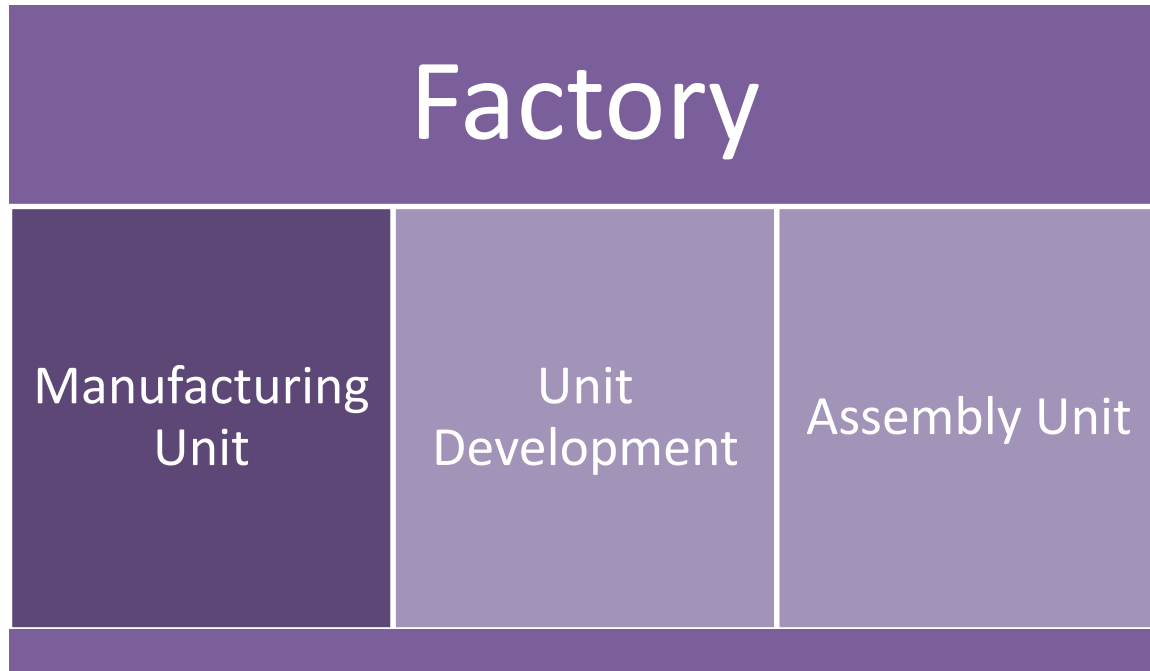 Factory
Manufacturing
Unit
Unit
Development
Assembly Unit